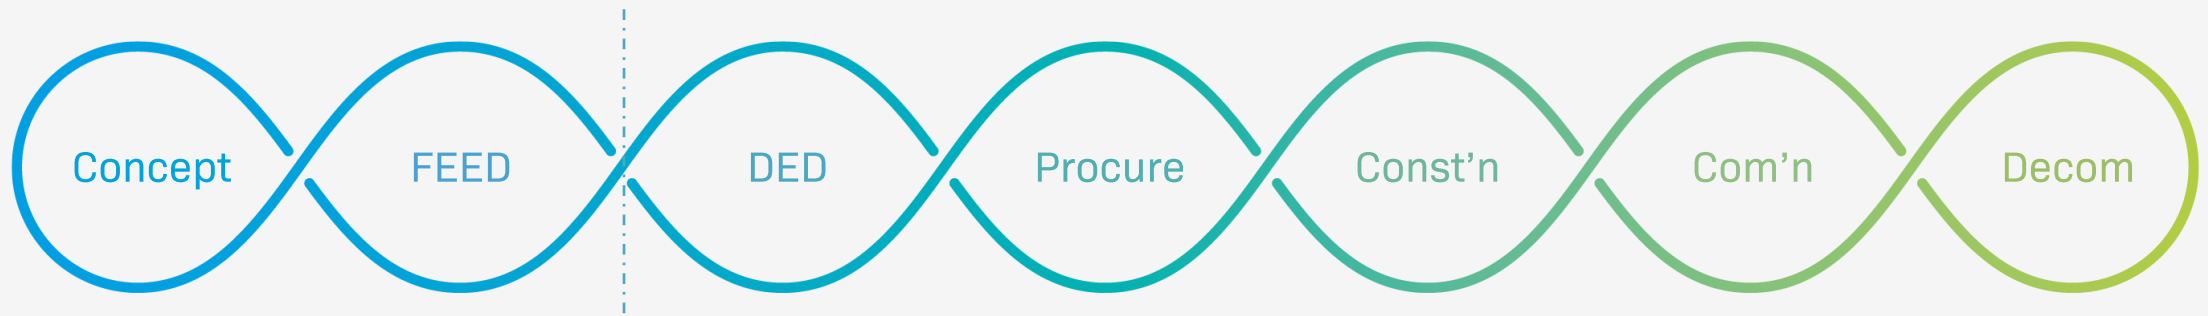 Concept FEED DED Procure Const’n Com’n Decom